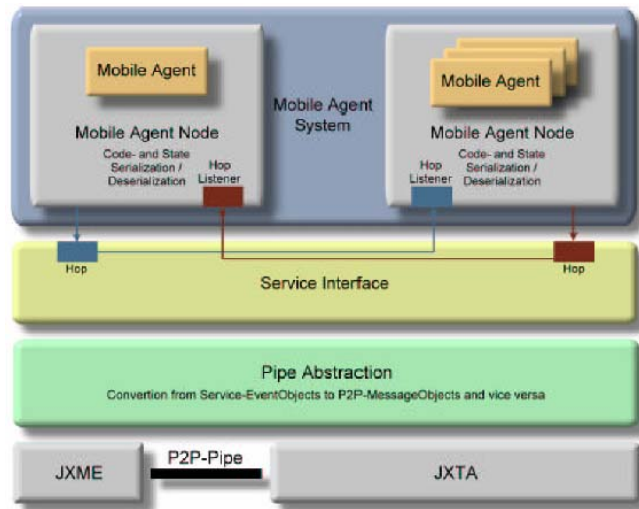 Mobile Agent
Mobile Agent Node
Code- and State
Serialization /
Deserialization
Hop
Listener
Mobile Agent
System
Mobile Agent
Mobile Agent Node
Hop
Listener
Code- and State
Serialization /
Deserialization
Hop
Hop
Service Interface
Pipe Abstraction
Convertion from Service-EventObjects to P2P-MessageObjects and vice versa
JXME
P2P-Pipe
JXTA